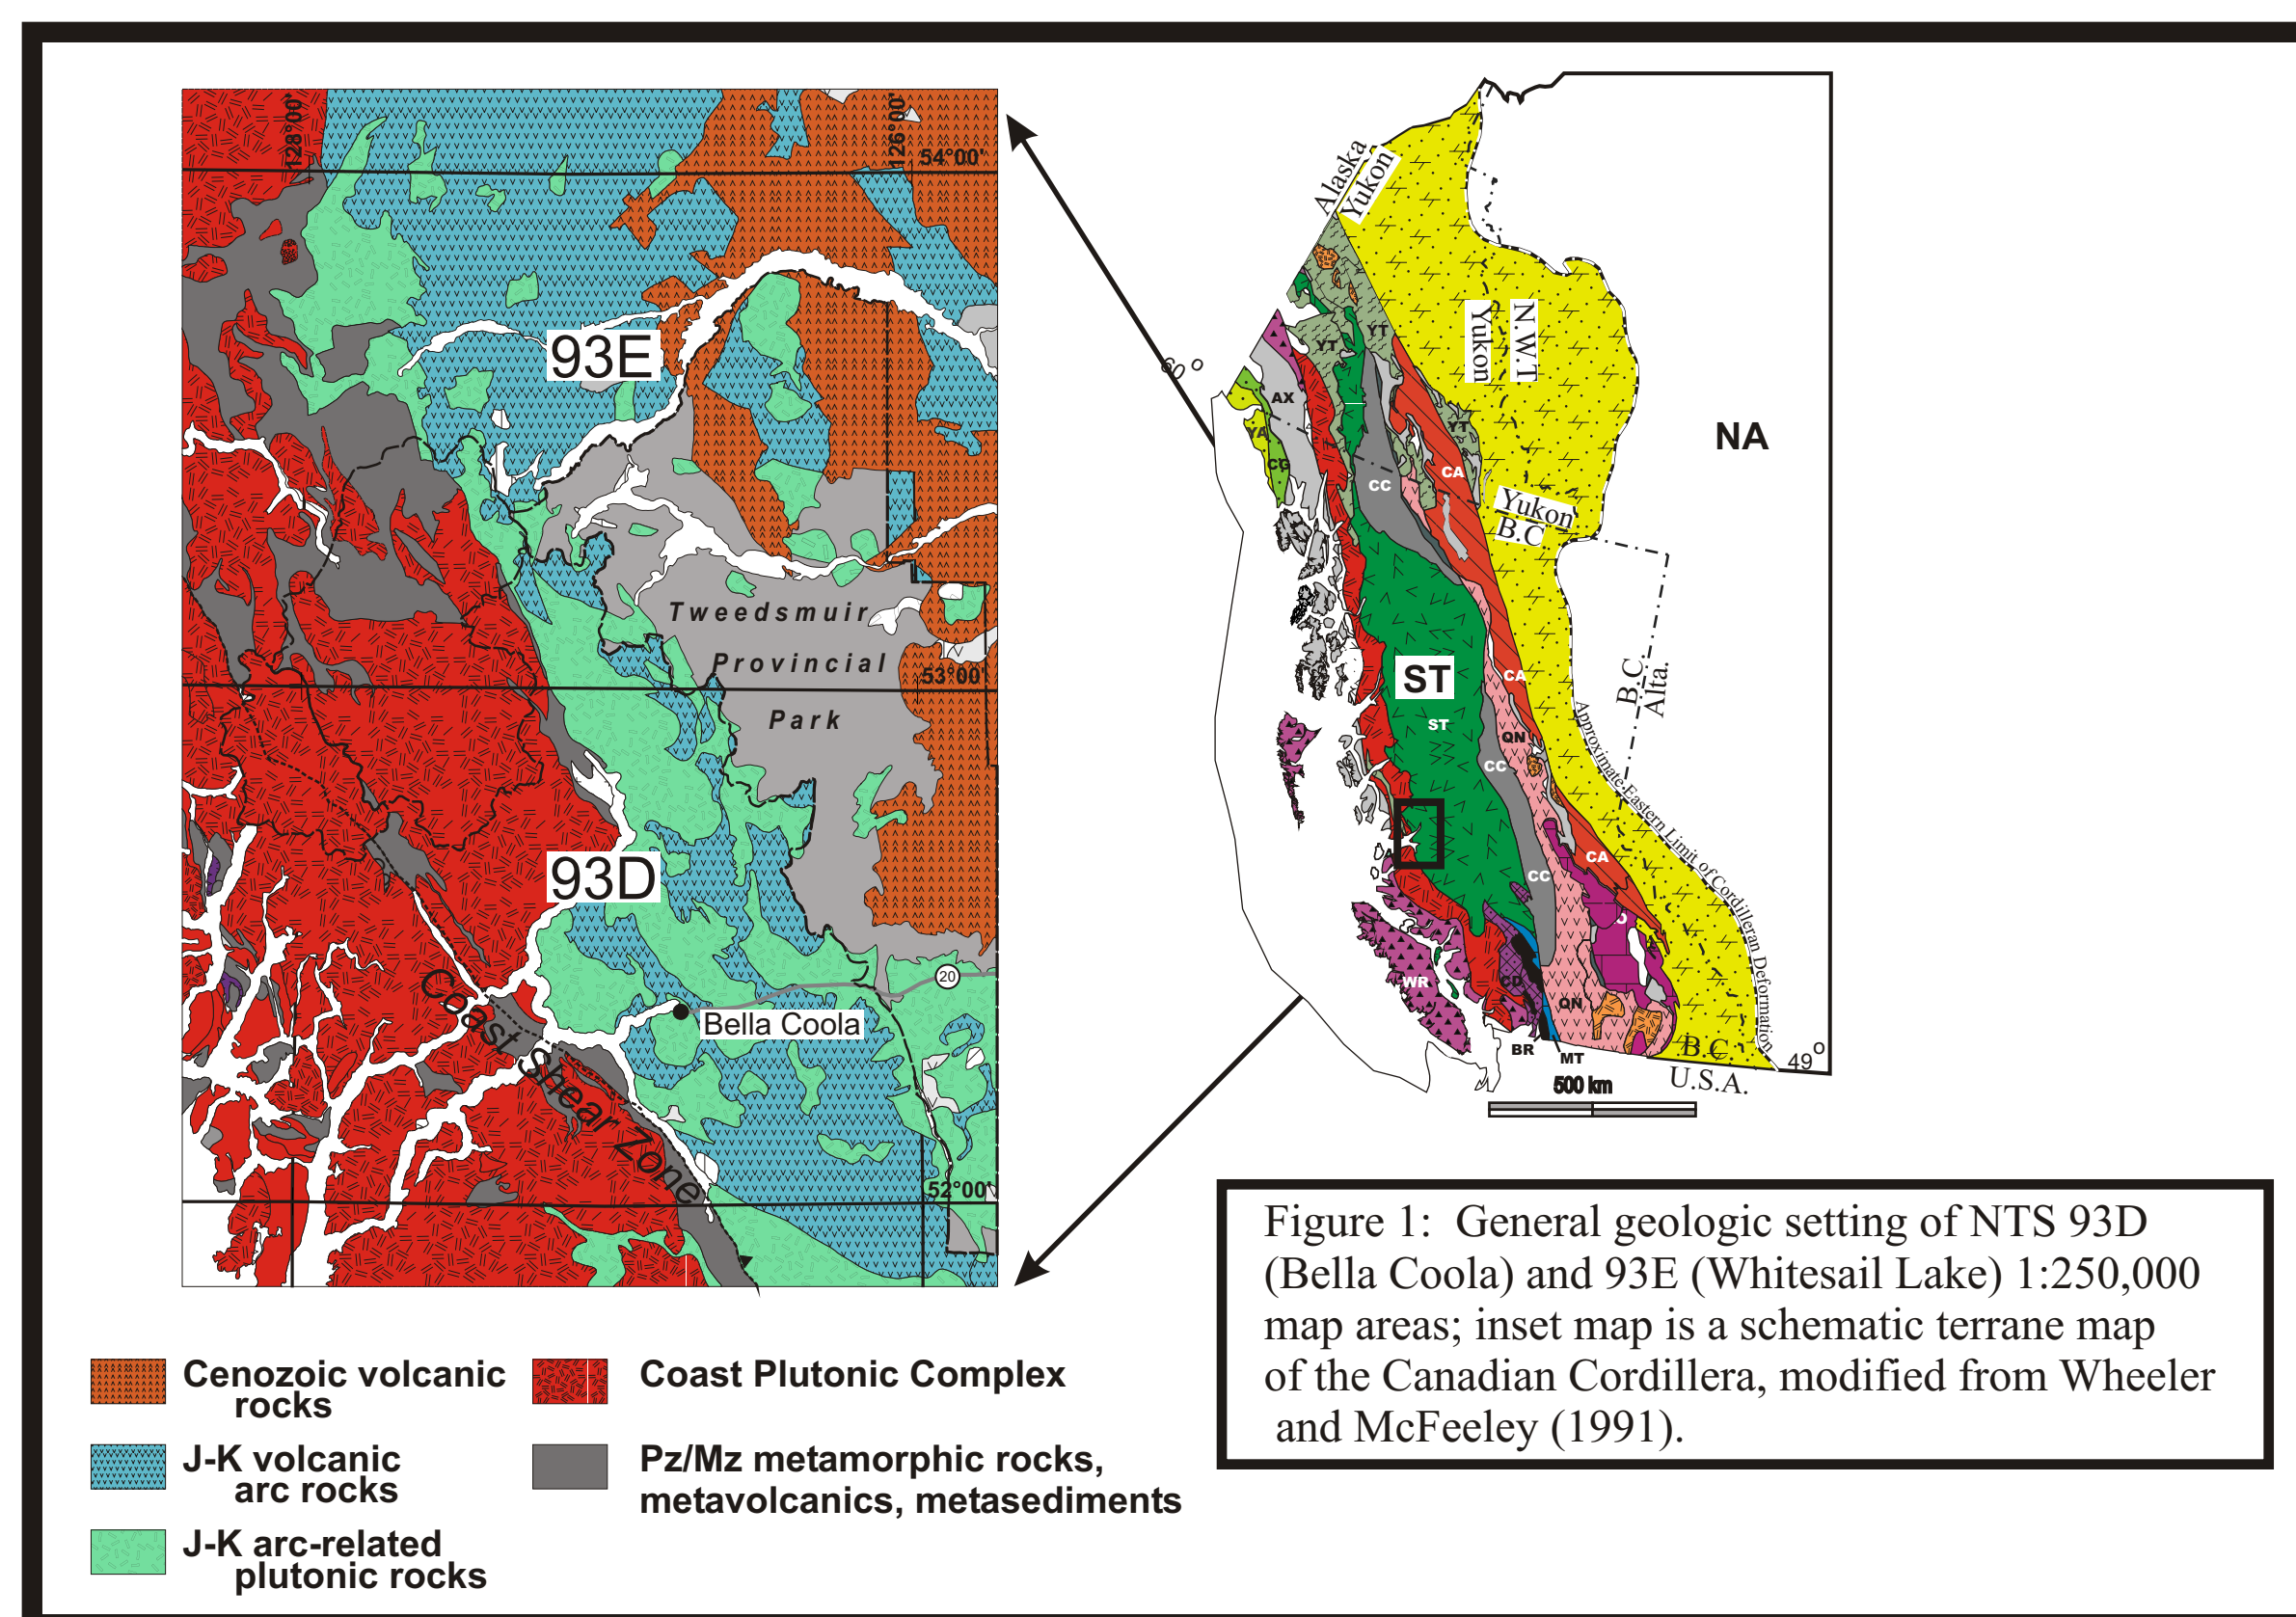 128°00'
126°00'
54°00'
93E
Tweedsmuir
Provincial
Park
53°00'
93D
20
Bella Coola
Coast Shear Zone
52°00'
Alaska
Yukon
Yukon
N.W.T
60 o
YT
YT
YT
AX
YA
CG
CC
CA
NA
Yukon
B.C
ST
ST
CA
QN
CC
B.C.
Alta.
Approximate Eastern Limit of Cordilleran Deformation
CA
CC
WR
CD
QN
BR
MT
B.C.
U.S.A.
49o
500 km
Cenozoic volcanic
rocks
J-K volcanic
arc rocks
J-K arc-related
plutonic rocks
Coast Plutonic Complex
Pz/Mz metamorphic rocks,
metavolcanics, metasediments
Figure 1: General geologic setting of NTS 93D
(Bella Coola) and 93E (Whitesail Lake) 1:250,000
map areas; inset map is a schematic terrane map
of the Canadian Cordillera, modified from Wheeler
and McFeeley (1991).